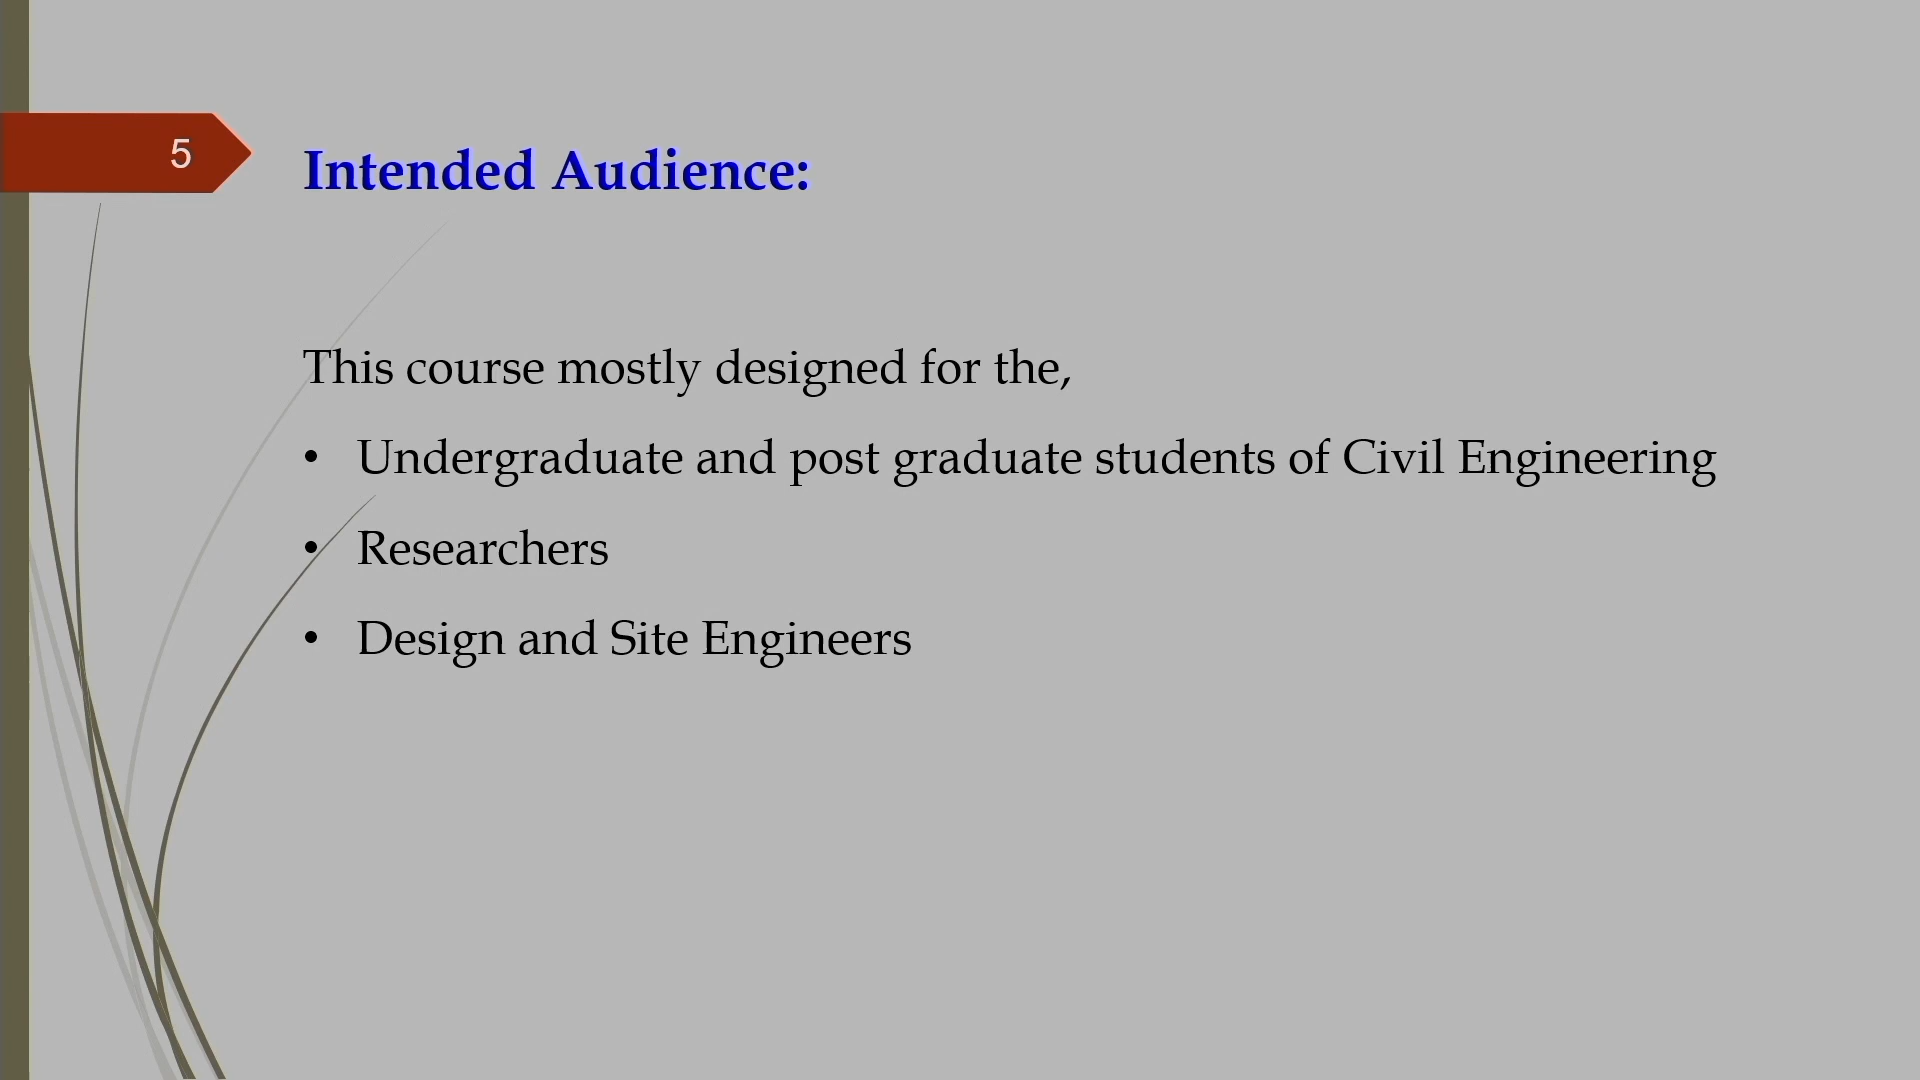 5
Intended Audience:
This course mostly designed for the,
• Undergraduate and post graduate students of Civil Engineering
• Researchers
• Design and Site Engineers